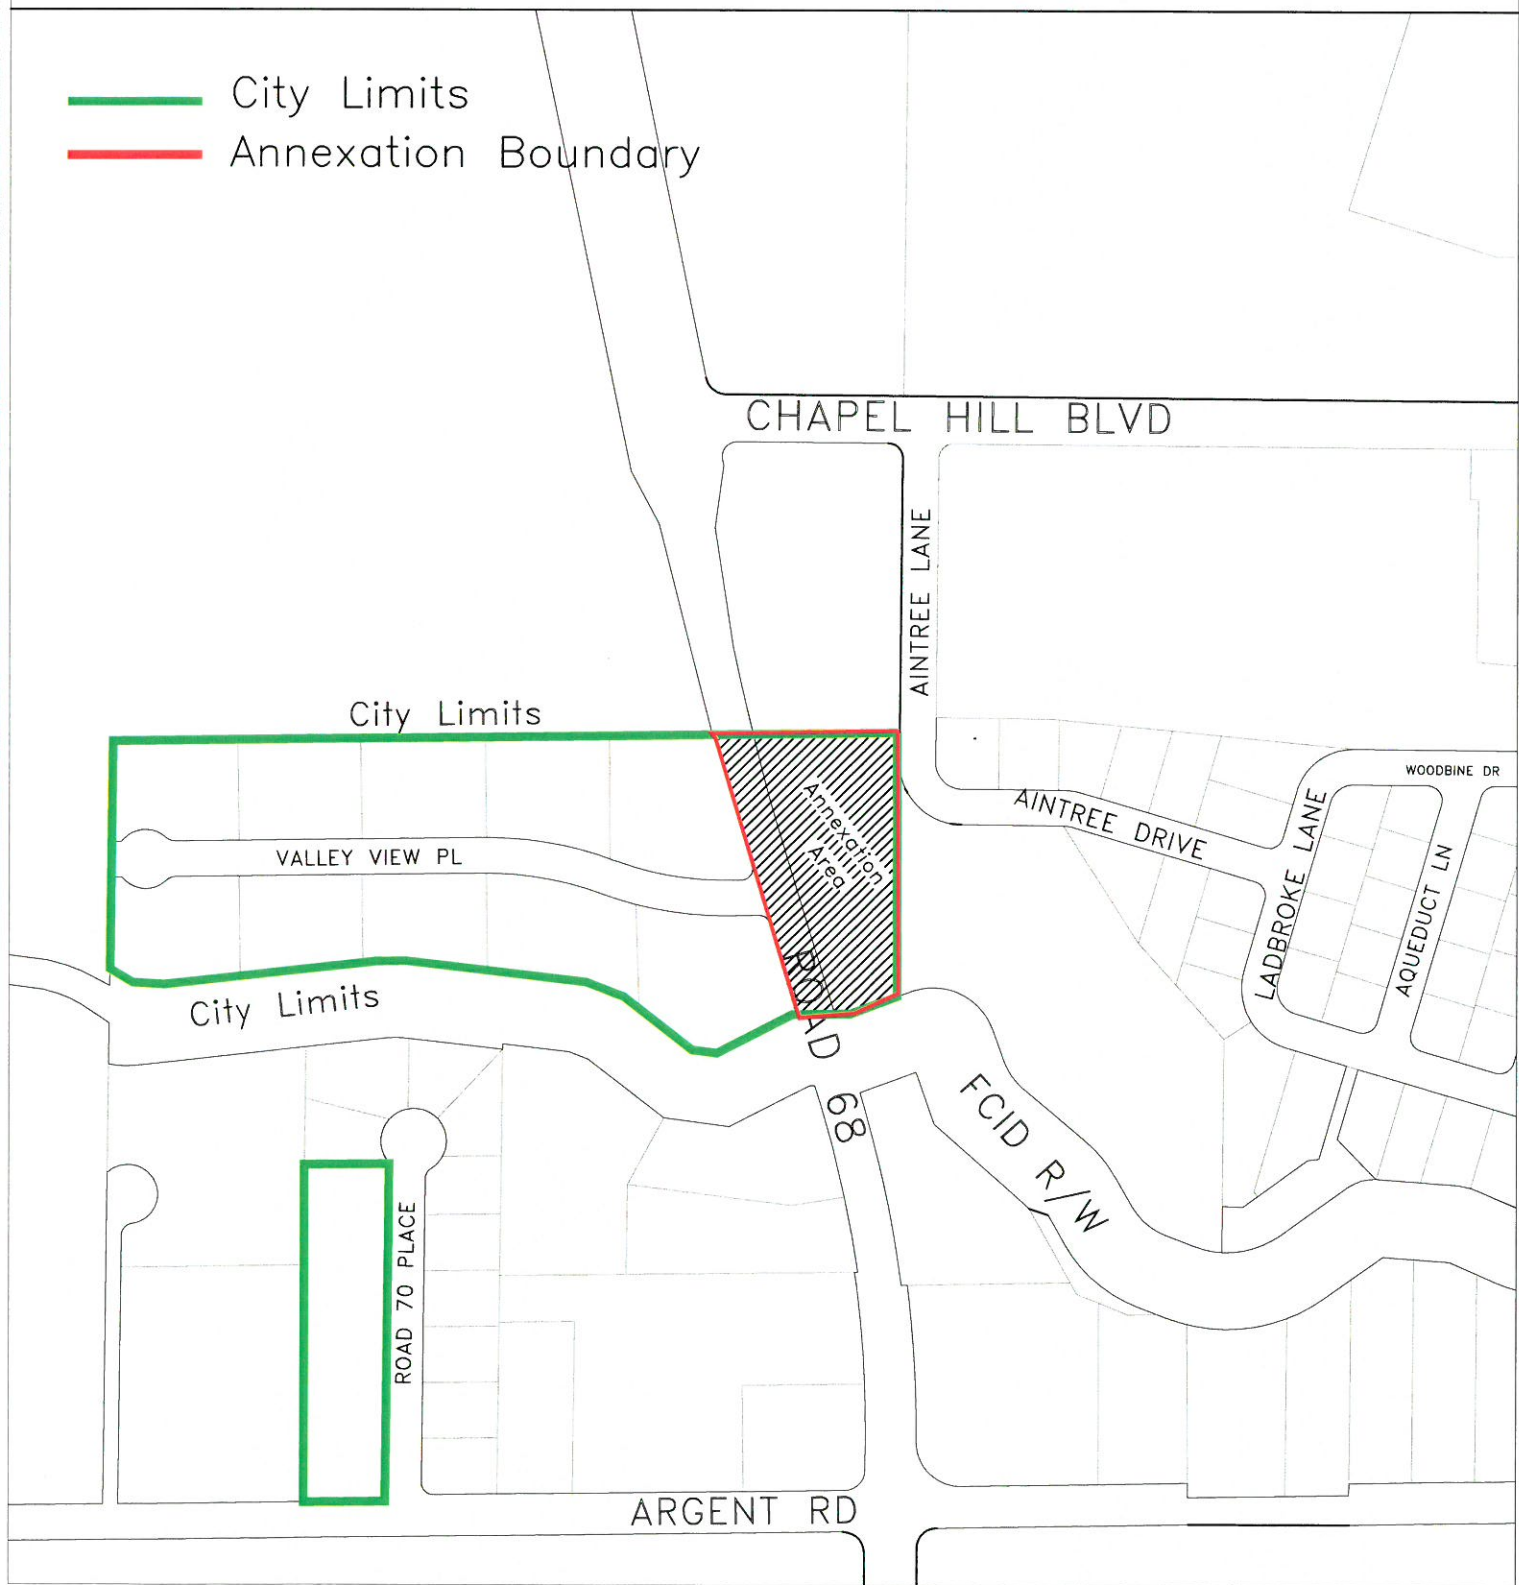 City Limits
Annexation Boundary
CHAPEL HILL BLVD
AINTREE LANE
City Limits
WOODBINE DR
Annexation
Area
AINTREE DRIVE
VALLEY VIEW PL
LADBROKE LANE
AQUEDUCT LN
City Limits
ROAD 68
FCID R/W
ROAD 70 PLACE
ARGENT RD